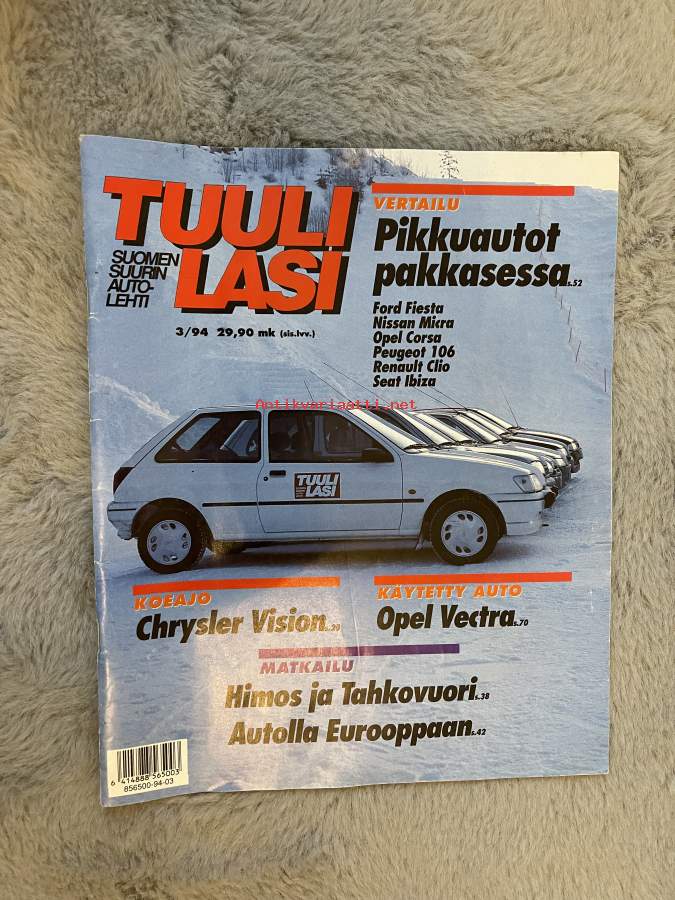 TUULI
LASI
SUOMEN
SUURIN
AUTO-
LEHTI
3/94 29,90 mk (sis.lvv.)
VERTAILU
Pikkuautot
pakkasessa s.52
Ford Fiesta
Nissan Micra
Opel Corsa
Peugeot 106
Renault Clio
Seat Ibiza
Antikvariaatti.net
TUULI
LASI
KOEAJO
Chrysler Vision
KÄYTETTY AUTO
Opel Vectra s.70
MATKAILU
Himos ja Tahkovuori s.38
Autolla Eurooppaan s.42
6 414888 565003
856500-94-03